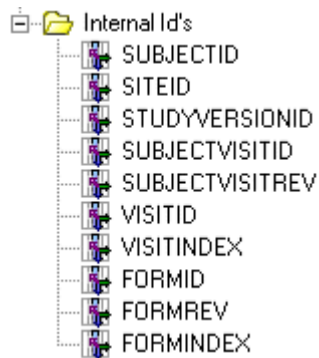 Internal Id's
SUBJECTID
SITEID
STUDYVERSIONID
SUBJECTVISITID
SUBJECTVISITREV
VISITID
VISITINDEX
FORMID
FORMREV
FORMINDEX